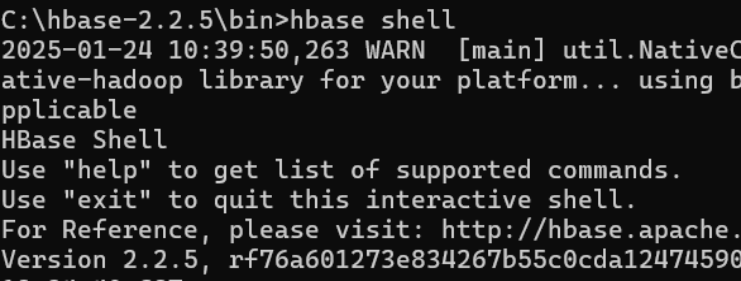 C:\hbase-2.2.5\bin>hbase shell
2025-01-24 10:39:50,263 WARN  [main] util.NativeC
ative-hadoop library for your platform... using b
pplicable
HBase Shell
Use "help" to get list of supported commands.
Use "exit" to quit this interactive shell.
For Reference, please visit: http://hbase.apache.
Version 2.2.5, rf76a601273e834267b55c0cda12474590